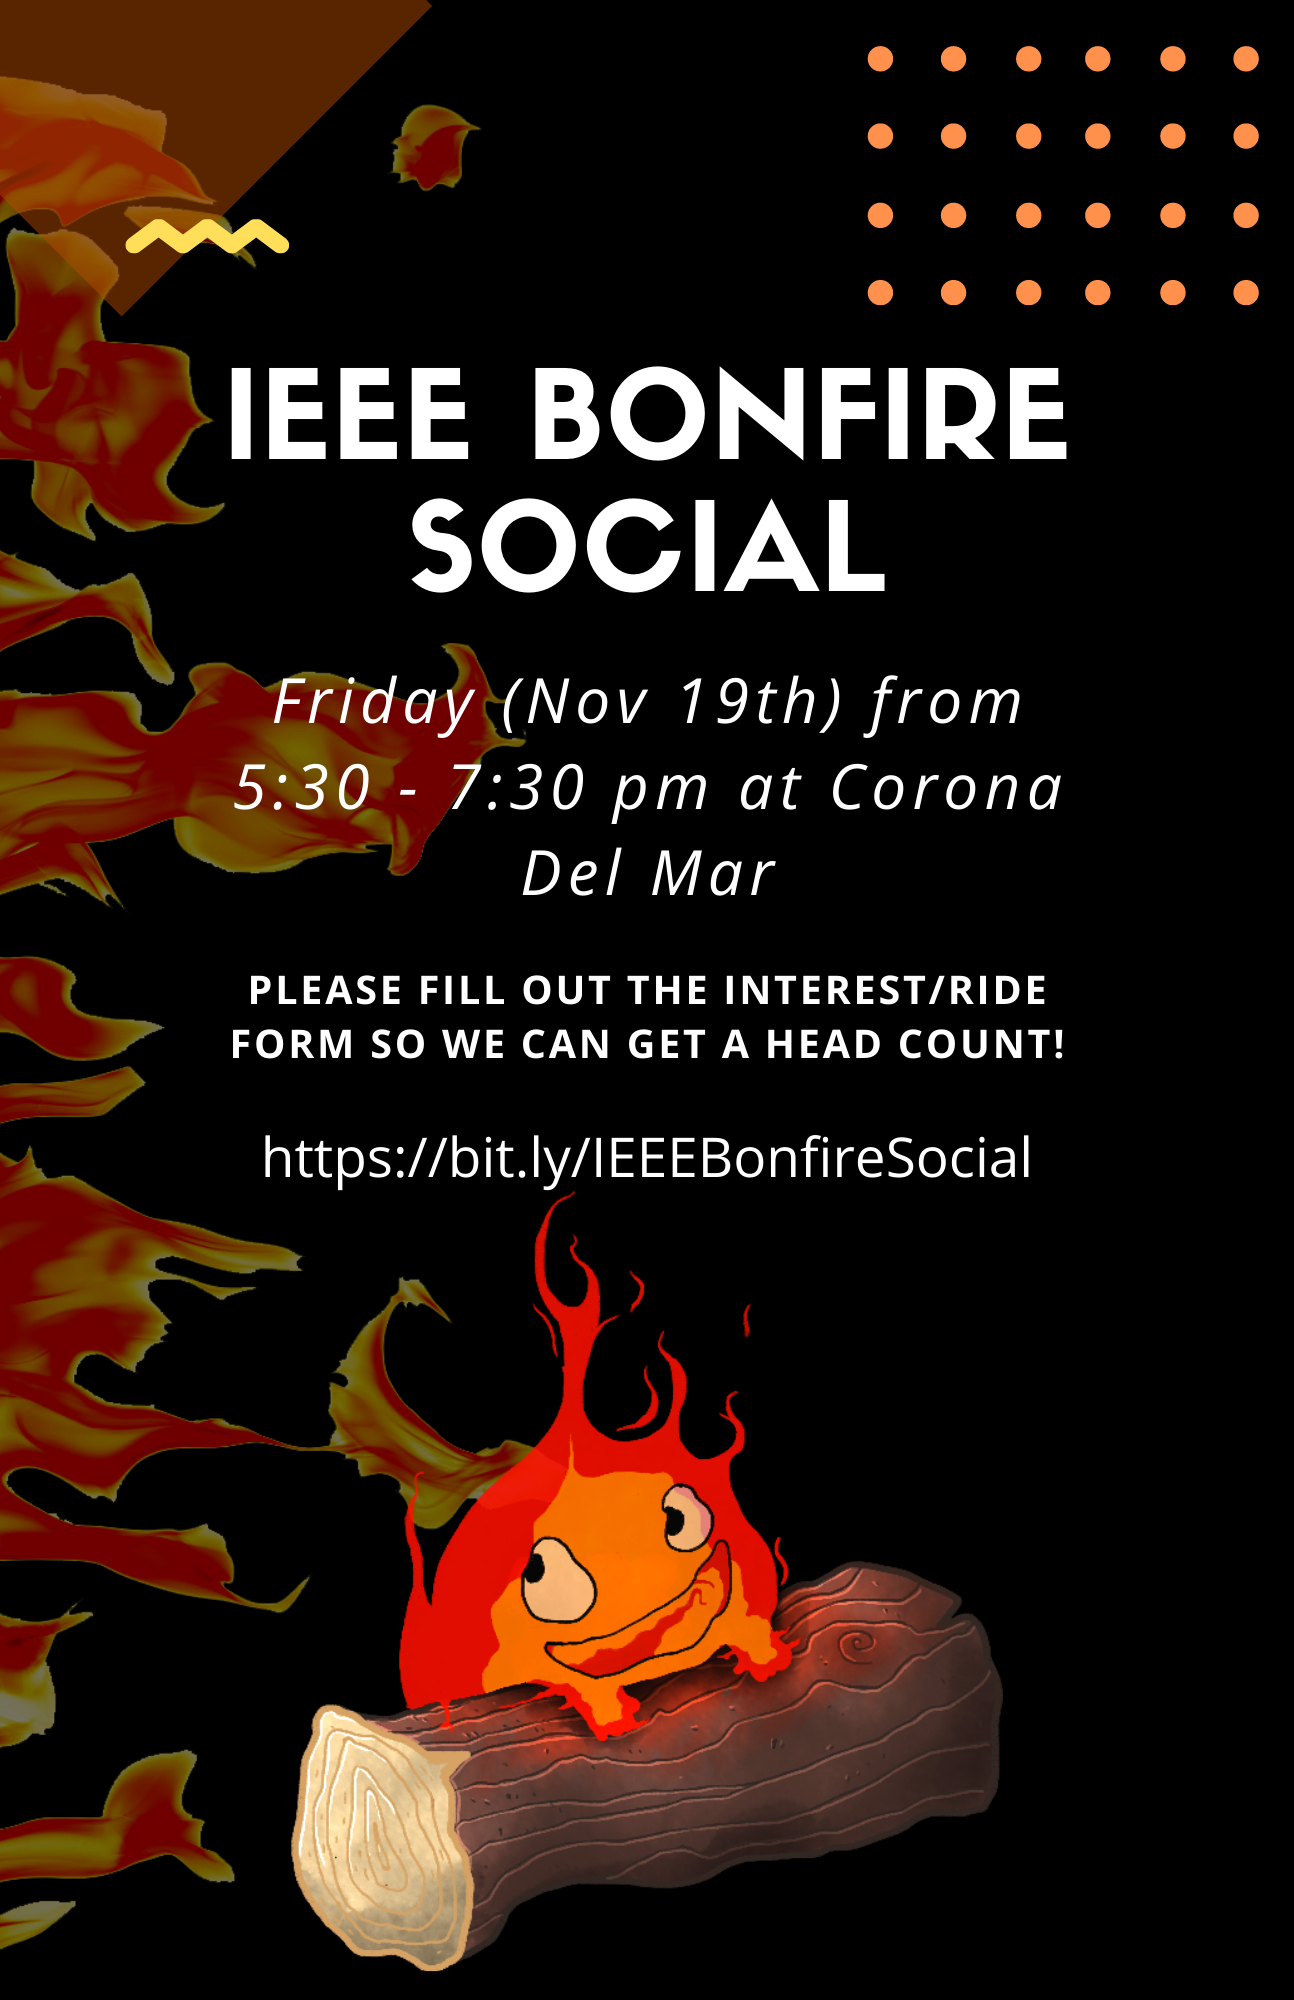 IEEE BONFIRE
SOCIAL
Friday (Nov 19th) from
5:30 - 7:30 pm at Corona
Del Mar
PLEASE FILL OUT THE INTEREST/RIDE
FORM SO WE CAN GET A HEAD COUNT!
https://bit.ly/IEEEBonfireSocial